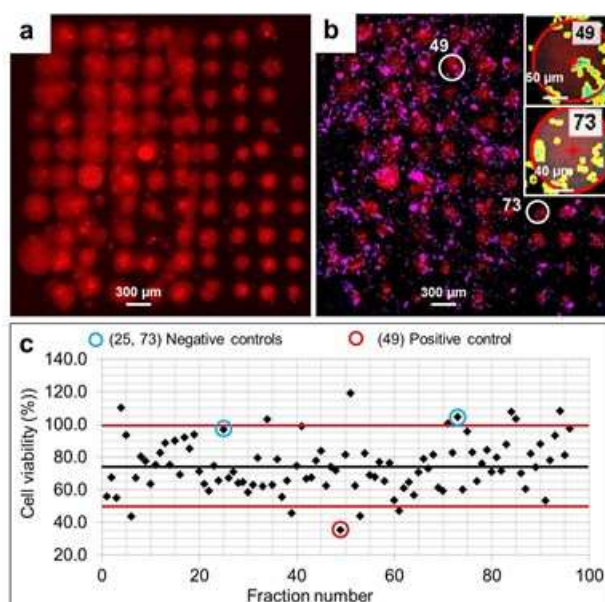 a
300 µm
b
49
73
300 µm
49
50 µm
73
40 µm
c
(25, 73) Negative controls
(49) Positive control
Cell viability (%))
140.0
120.0
100.0
80.0
60.0
40.0
20.0
0
20
40
60
80
100
Fraction number